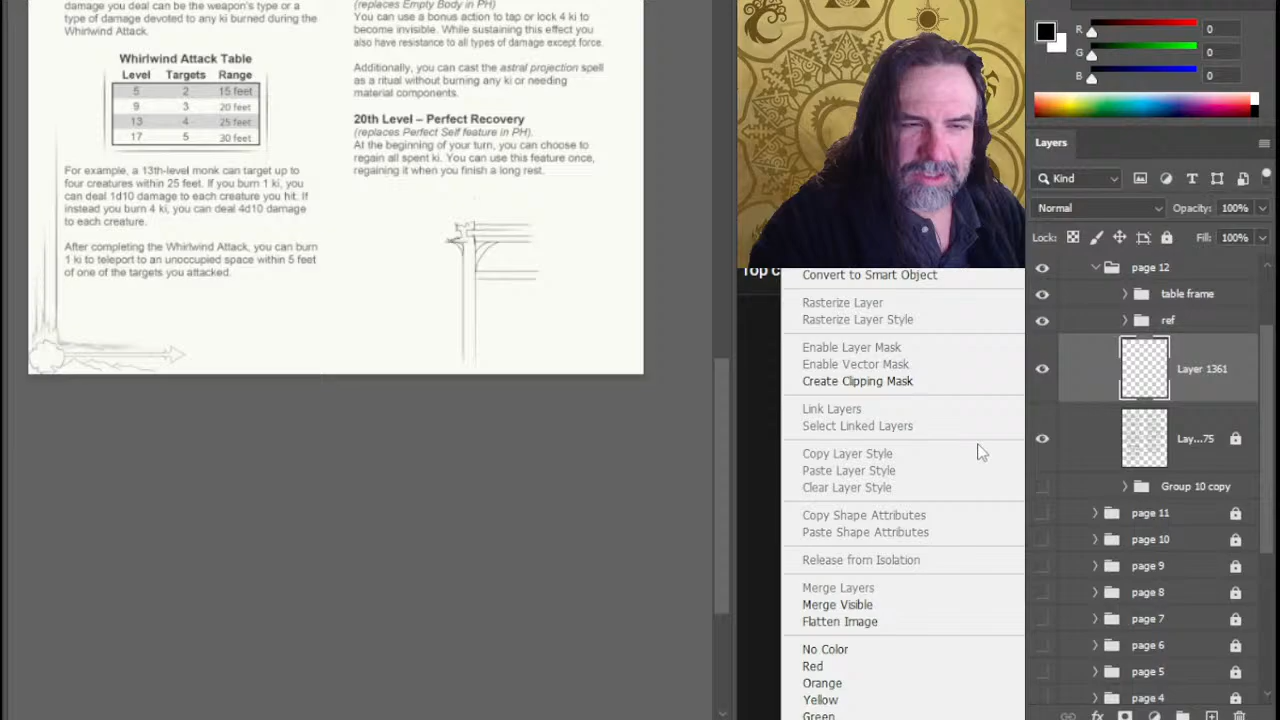 damage you deal can be the weapon's type or a
type of damage devoted to any ki burned during the
Whirlwind Attack.
Whirlwind Attack Table
Level Targets Range
5 2 15 feet
9 3 20 feet
13 4 25 feet
17 5 30 feet
For example, a 13th-level monk can target up to
four creatures within 25 feet. If you burn 1 ki, you
can deal 1d10 damage to each creature you hit. If
instead you burn 4 ki, you can deal 4d10 damage
to each creature.
After completing the Whirlwind Attack, you can burn
1 ki to teleport to an unoccupied space within 5 feet
of one of the targets you attacked.
(replaces Empty Body in PH)
You can use a bonus action to tap or lock 4 ki to
become invisible. While sustaining this effect you
also have resistance to all types of damage except force.
Additionally, you can cast the astral projection spell
as a ritual without burning any ki or needing
material components.
20th Level – Perfect Recovery
(replaces Perfect Self feature in PH).
At the beginning of your turn, you can choose to
regain all spent ki. You can use this feature once,
regaining it when you finish a long rest.
Top c
Convert to Smart Object
Rasterize Layer
Rasterize Layer Style
Enable Layer Mask
Enable Vector Mask
Create Clipping Mask
Link Layers
Select Linked Layers
Copy Layer Style
Paste Layer Style
Clear Layer Style
Copy Shape Attributes
Paste Shape Attributes
Release from Isolation
Merge Layers
Merge Visible
Flatten Image
No Color
Red
Orange
Yellow
Green
R 0
G 0
B 0
Layers
Kind
Normal Opacity: 100%
Lock: Fill: 100%
page 12
table frame
ref
Layer 1361
Lay...75
Group 10 copy
page 11
page 10
page 9
page 8
page 7
page 6
page 5
page 4